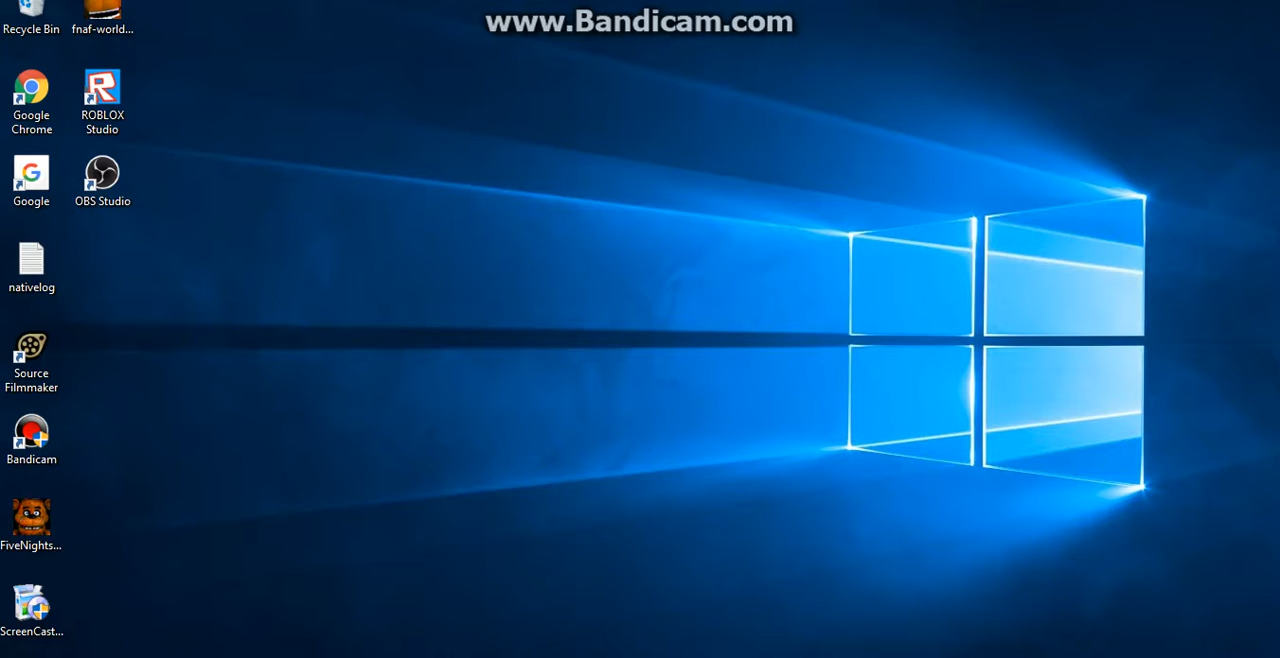 www.Bandicam.com
Recycle Bin
fnaf-world...
Google
Chrome
ROBLOX
Studio
Google
OBS Studio
nativelog
Source
Filmmaker
Bandicam
FiveNights...
ScreenCast...